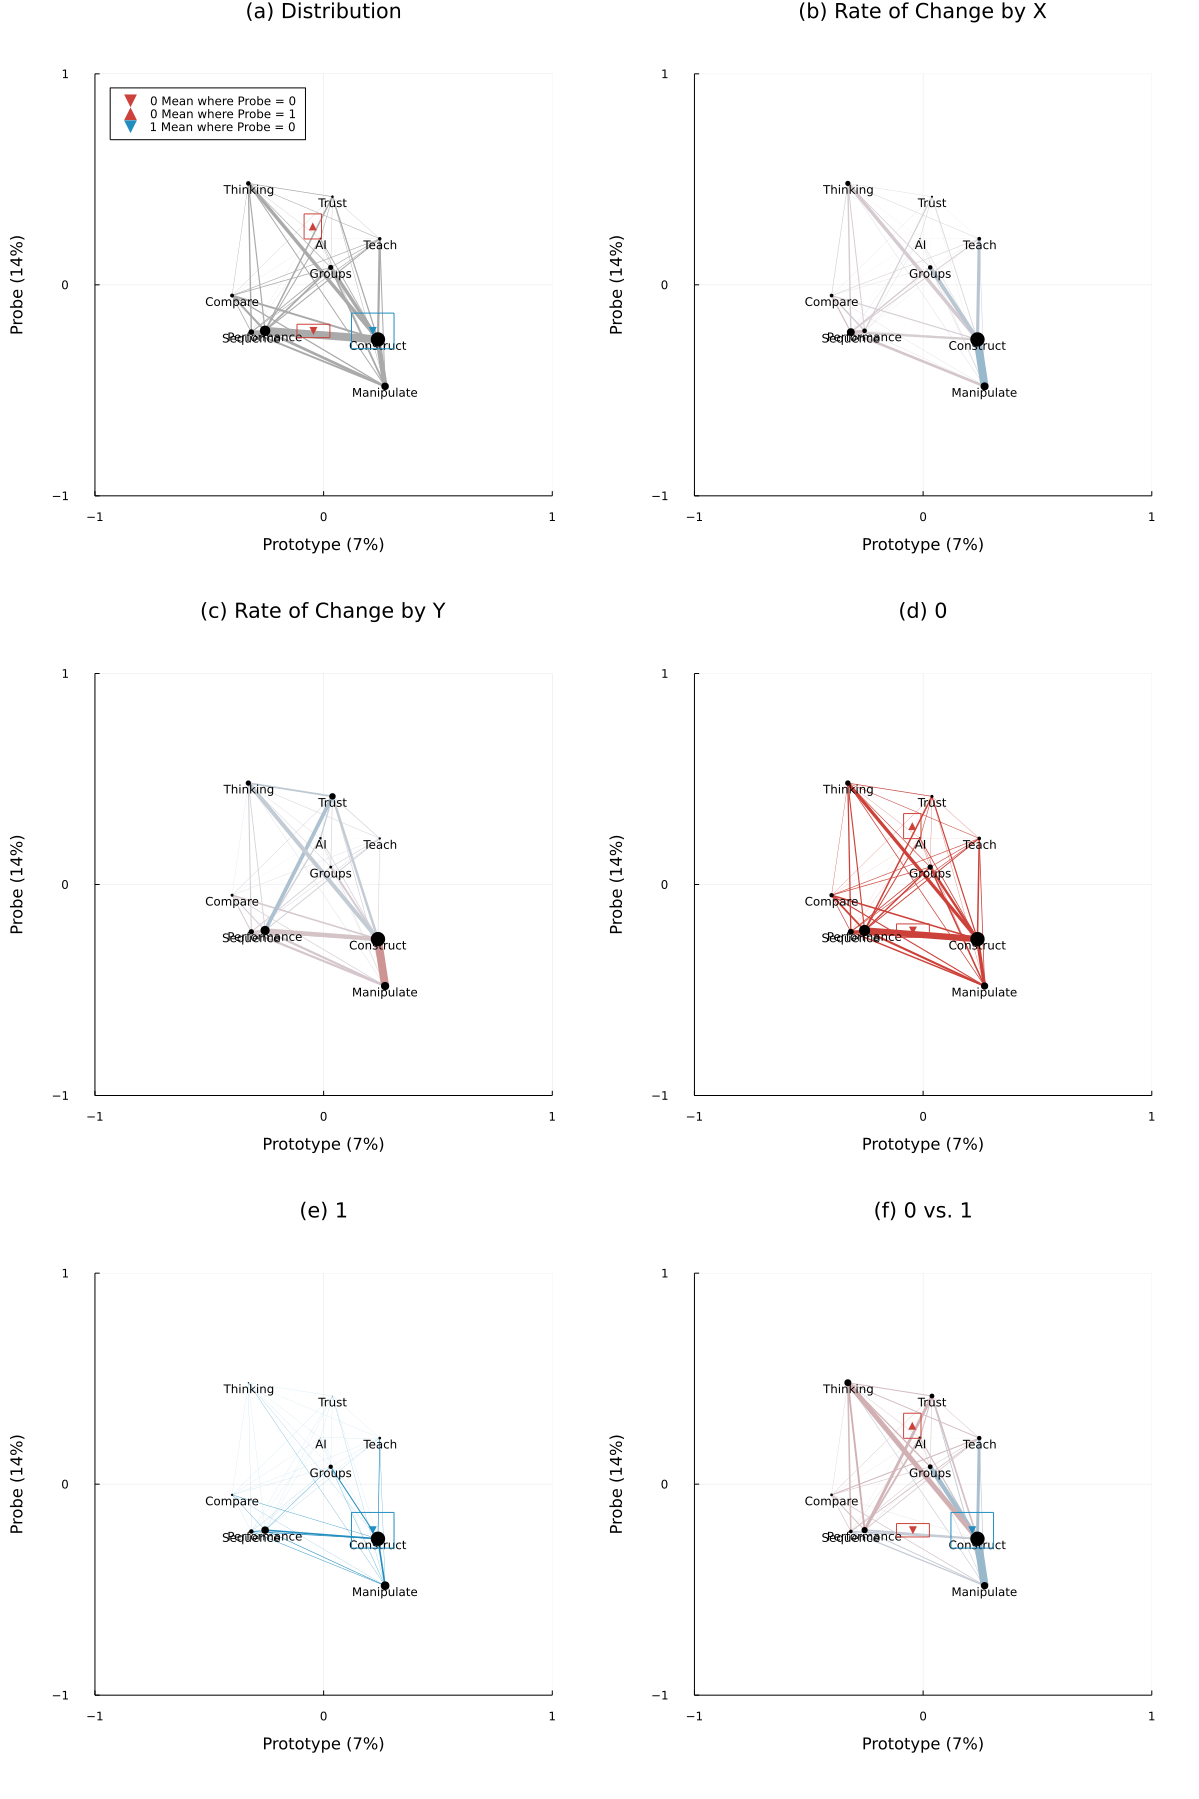 (a) Distribution
1
0
−1
−1
0
1
Prototype (7%)
Probe (14%)
0 Mean where Probe = 0
0 Mean where Probe = 1
1 Mean where Probe = 0
Thinking
Trust
AI
Teach
Groups
Compare
Sequence
Performance
Construct
Manipulate
(b) Rate of Change by X
1
0
−1
−1
0
1
Prototype (7%)
Probe (14%)
Thinking
Trust
AI
Teach
Groups
Compare
Sequence
Performance
Construct
Manipulate
(c) Rate of Change by Y
1
0
−1
−1
0
1
Prototype (7%)
Probe (14%)
Thinking
Trust
AI
Teach
Groups
Compare
Sequence
Performance
Construct
Manipulate
(d) 0
1
0
−1
−1
0
1
Prototype (7%)
Probe (14%)
Thinking
Trust
AI
Teach
Groups
Compare
Sequence
Performance
Construct
Manipulate
(e) 1
1
0
−1
−1
0
1
Prototype (7%)
Probe (14%)
Thinking
Trust
AI
Teach
Groups
Compare
Sequence
Performance
Construct
Manipulate
(f) 0 vs. 1
1
0
−1
−1
0
1
Prototype (7%)
Probe (14%)
Thinking
Trust
AI
Teach
Groups
Compare
Sequence
Performance
Construct
Manipulate